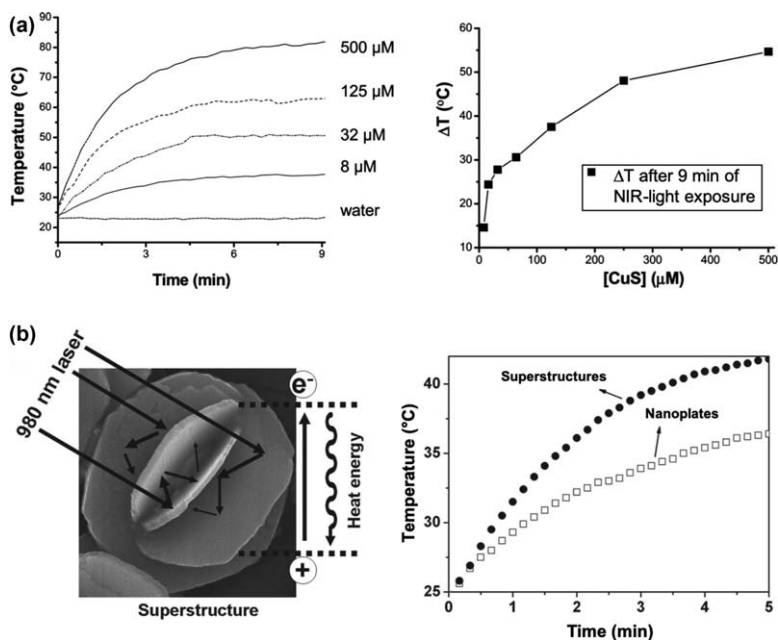 (a)
Temperature (°C)
90
80
70
60
50
40
30
20
500 µM
125 µM
32 µM
8 µM
water
0
3
6
9
Time (min)
ΔT (°C)
60
50
40
30
20
10
ΔT after 9 min of
NIR-light exposure
0
100
200
300
400
500
[CuS] (µM)
(b)
980 nm laser
e-
Heat energy
+
Superstructure
Temperature (°C)
40
35
30
25
Superstructures
Nanoplates
0
1
2
3
4
5
Time (min)